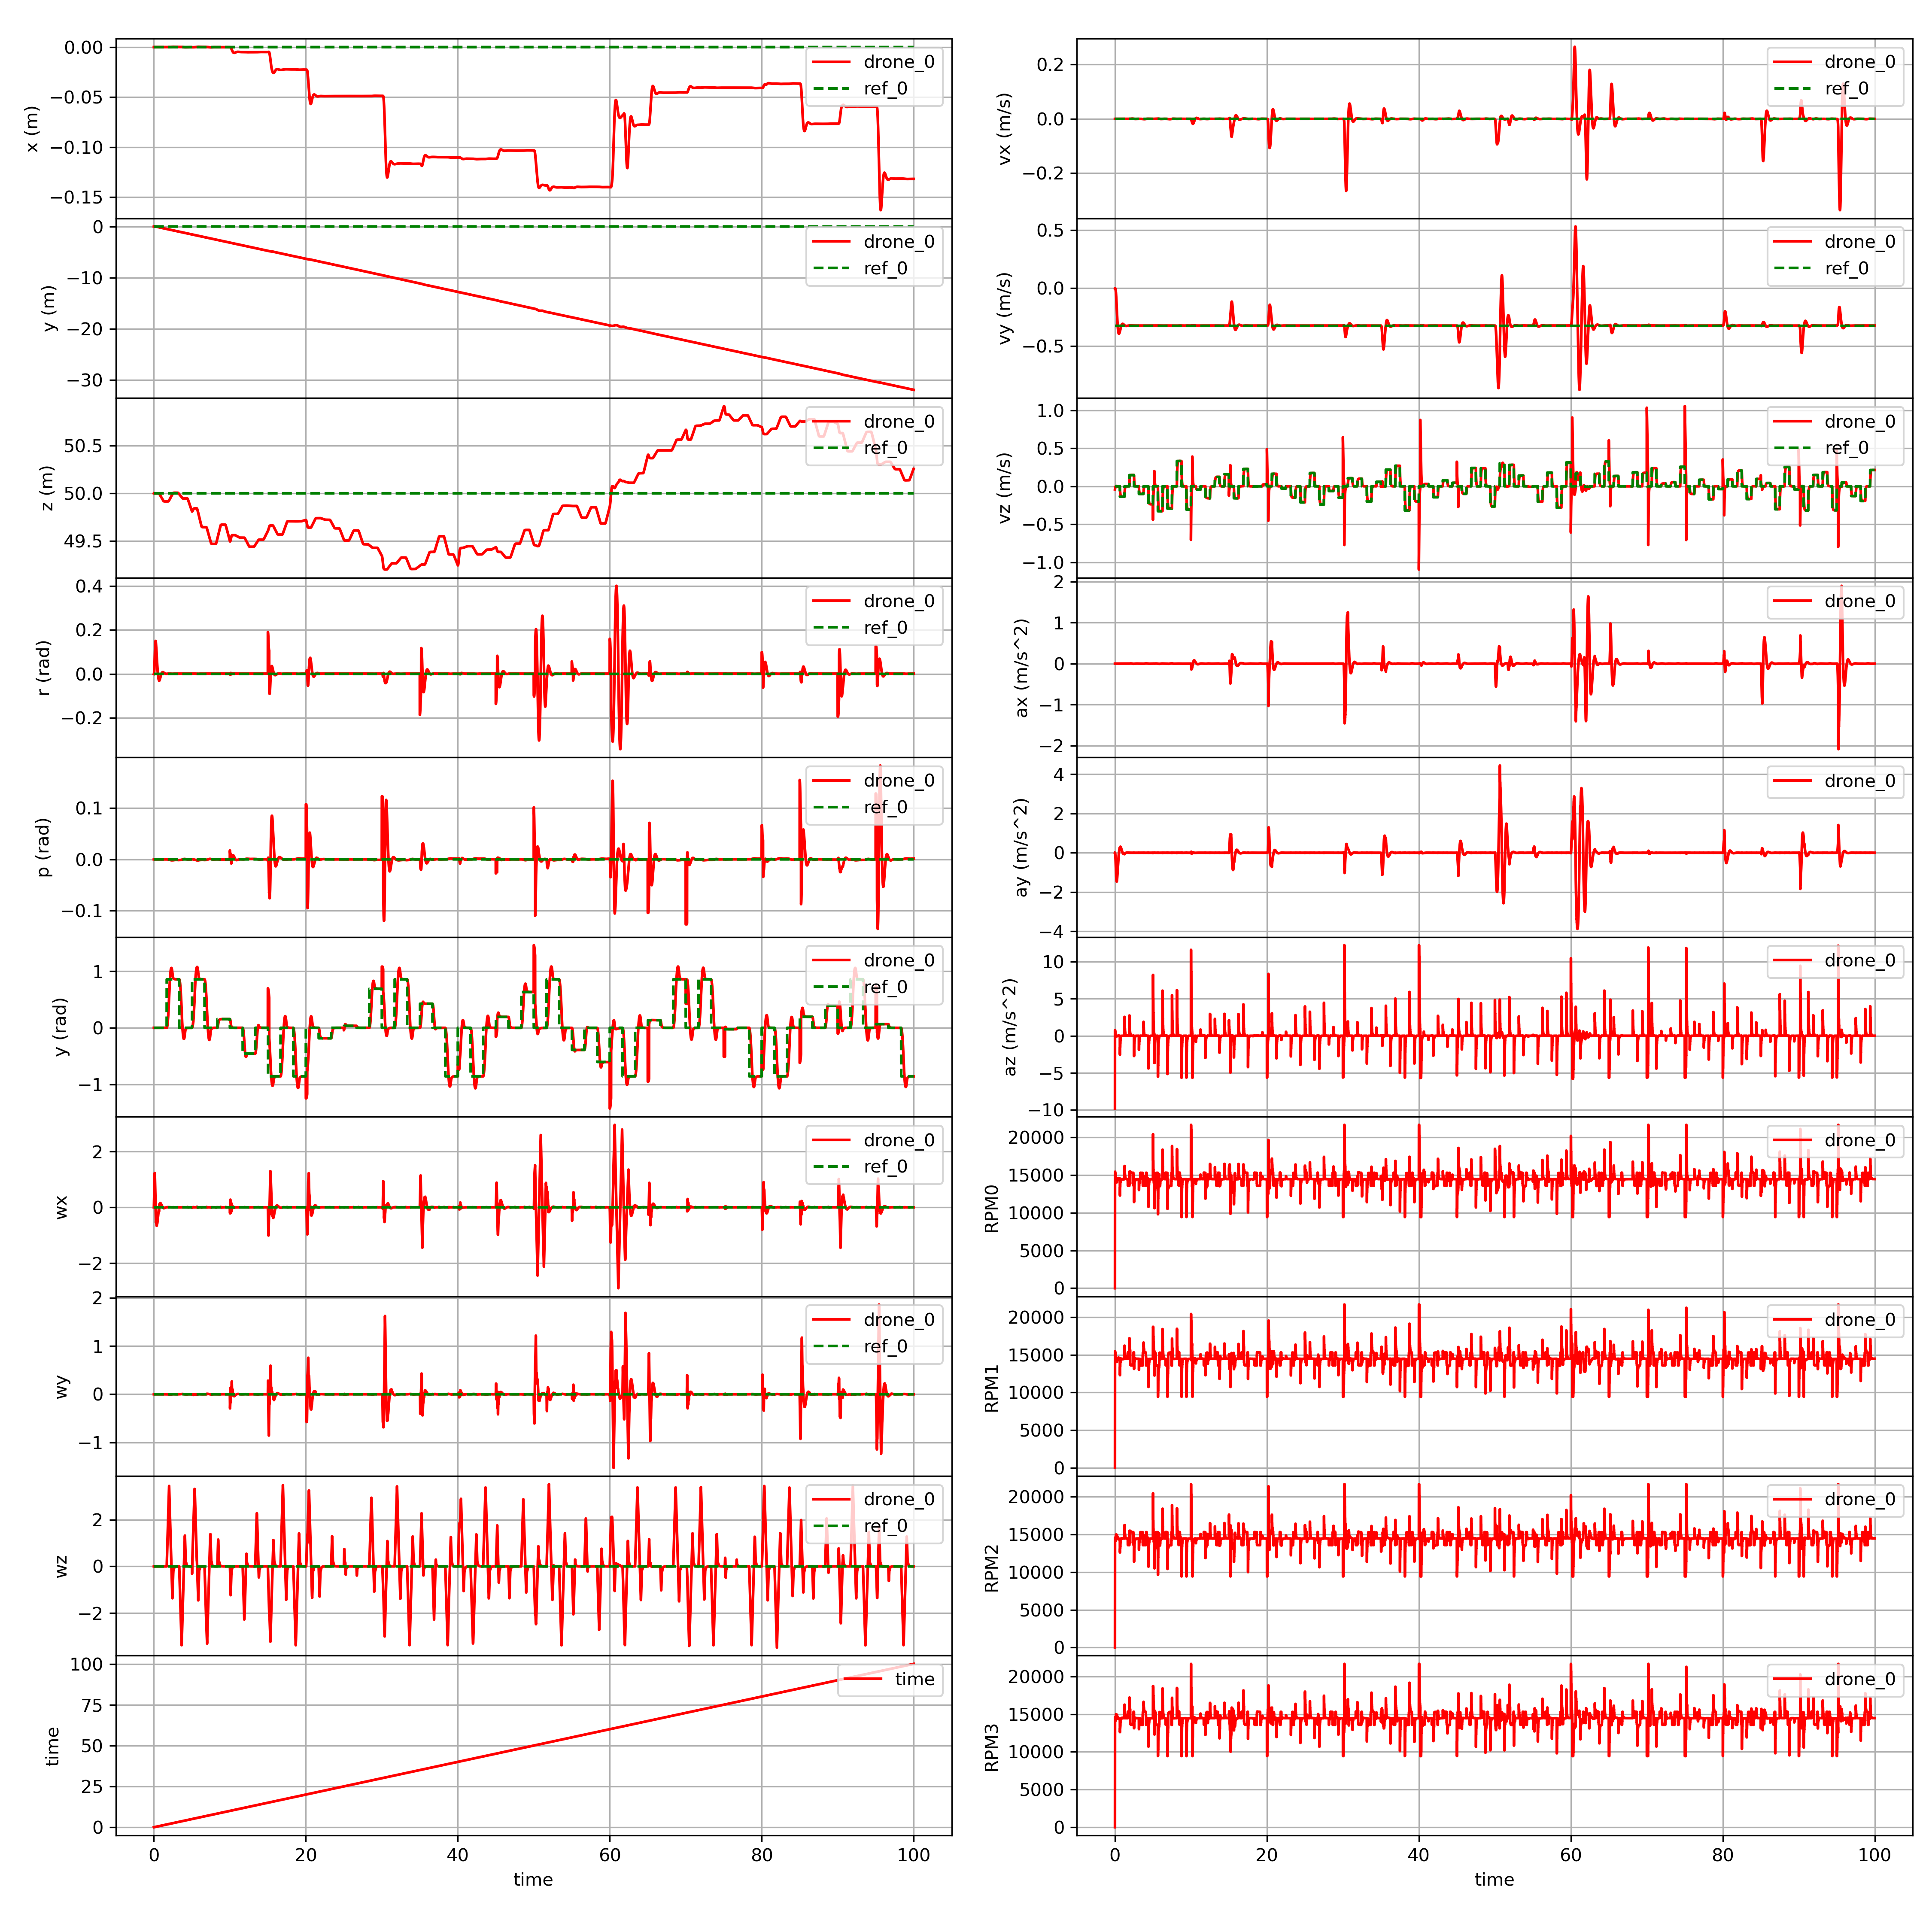 0.00
−0.05
−0.10
−0.15
x (m)
drone_0
ref_0
0
−10
−20
−30
y (m)
drone_0
ref_0
50.5
50.0
49.5
z (m)
drone_0
ref_0
0.4
0.2
0.0
−0.2
r (rad)
drone_0
ref_0
0.1
0.0
−0.1
p (rad)
drone_0
ref_0
1
0
−1
y (rad)
drone_0
ref_0
2
0
−2
wx
drone_0
ref_0
2
1
0
−1
wy
drone_0
ref_0
2
0
−2
wz
drone_0
ref_0
100
75
50
25
0
time
time
0 20 40 60 80 100
time
0.2
0.0
−0.2
vx (m/s)
drone_0
ref_0
0.5
0.0
−0.5
vy (m/s)
drone_0
ref_0
1.0
0.5
0.0
−0.5
−1.0
vz (m/s)
drone_0
ref_0
2
1
0
−1
−2
ax (m/s^2)
drone_0
4
2
0
−2
−4
ay (m/s^2)
drone_0
10
5
0
−5
−10
az (m/s^2)
drone_0
20000
15000
10000
5000
0
RPM0
drone_0
20000
15000
10000
5000
0
RPM1
drone_0
20000
15000
10000
5000
0
RPM2
drone_0
20000
15000
10000
5000
0
RPM3
drone_0
0 20 40 60 80 100
time